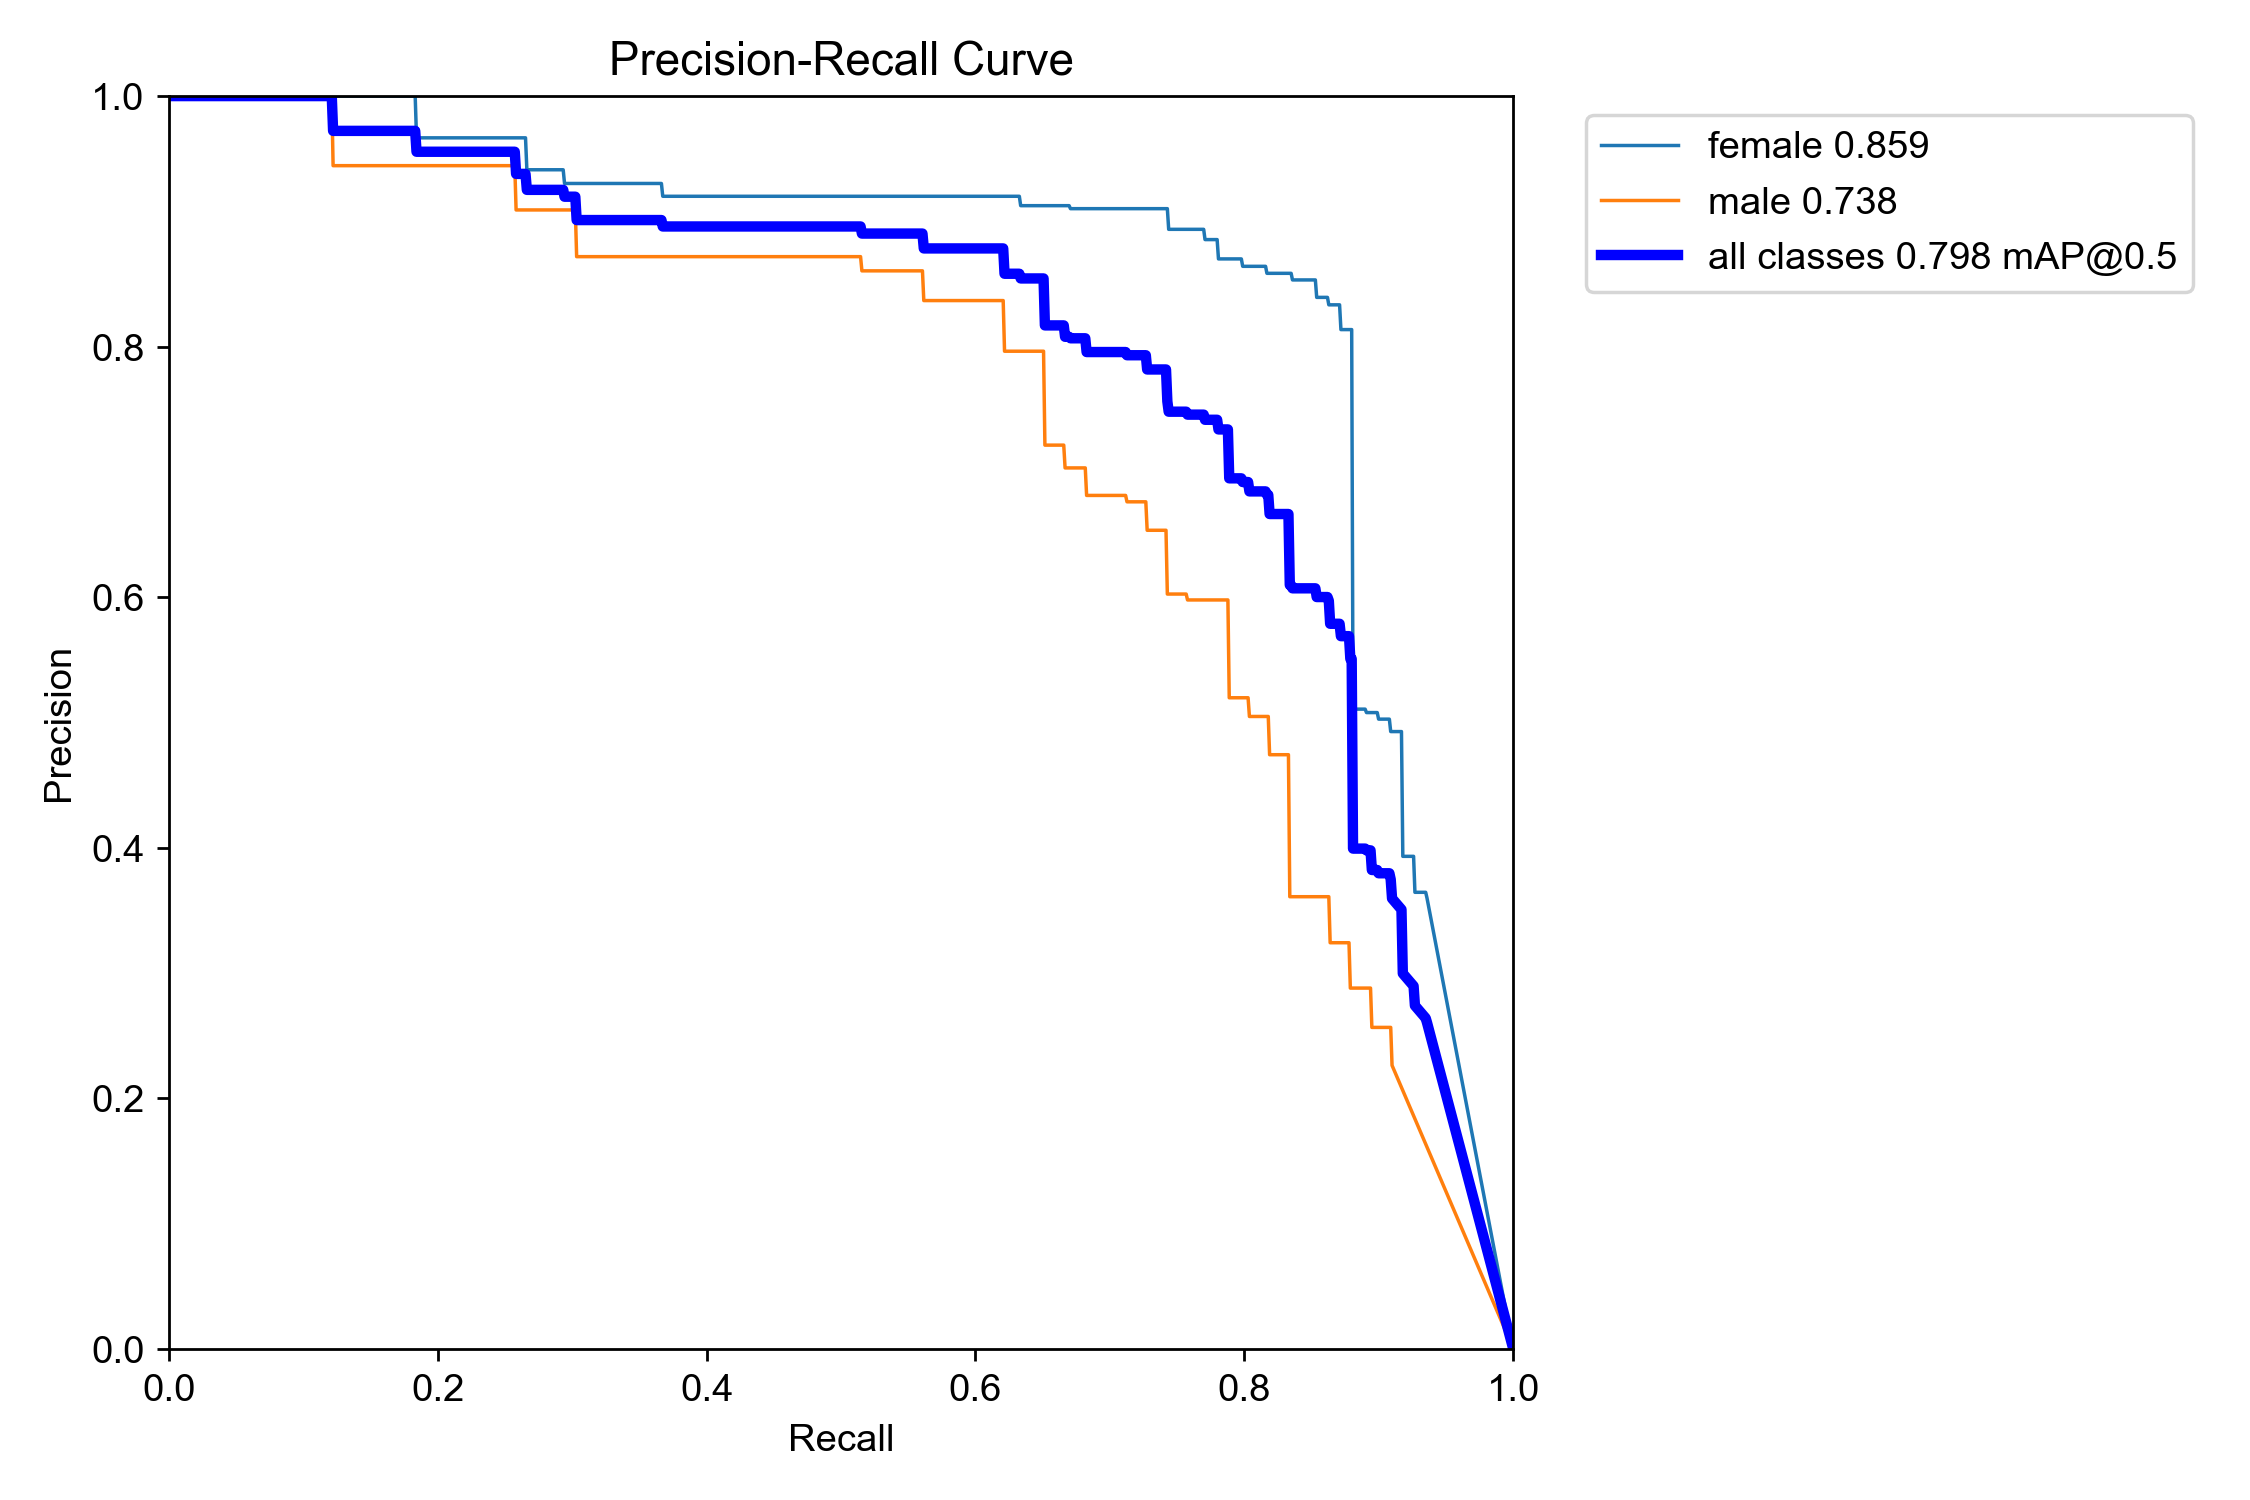 Precision-Recall Curve
1.0
0.8
0.6
0.4
0.2
0.0
Precision
0.0 0.2 0.4 0.6 0.8 1.0
Recall
female 0.859
male 0.738
all classes 0.798 mAP@0.5